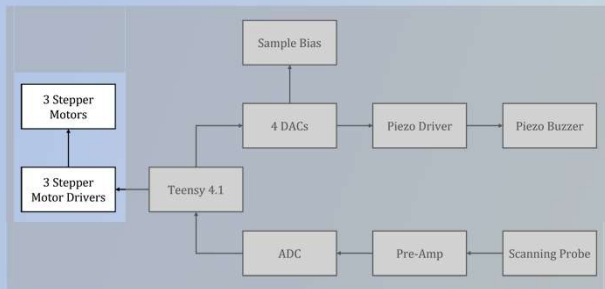 Sample Bias
3 Stepper
Motors
4 DACs
Piezo Driver
Piezo Buzzer
3 Stepper
Motor Drivers
Teensy 4.1
ADC
Pre-Amp
Scanning Probe